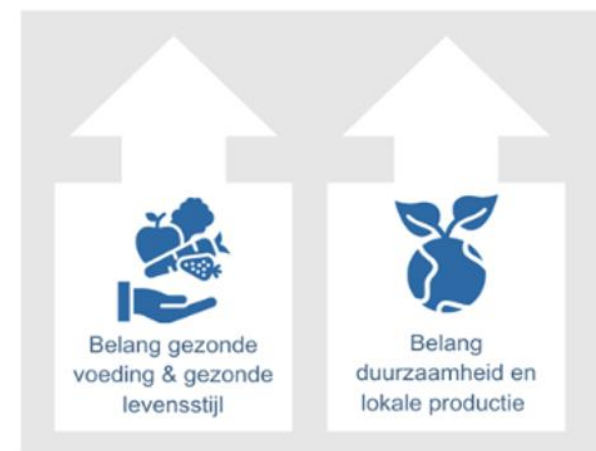 Belang gezonde
voeding & gezonde
levensstijl
Belang
duurzaamheid en
lokale productie